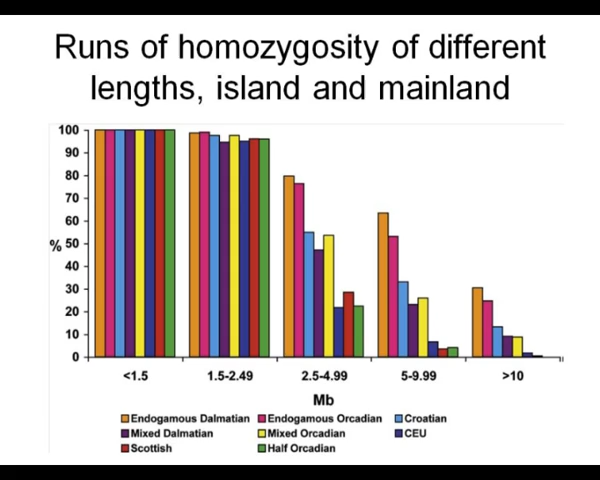 Runs of homozygosity of different
lengths, island and mainland
100
90
80
70
60
% 50
40
30
20
10
0
<1.5 1.5-2.49 2.5-4.99 5-9.99 >10
Mb
Endogamous Dalmatian Endogamous Orcadian Croatian
Mixed Dalmatian Mixed Orcadian CEU
Scottish Half Orcadian